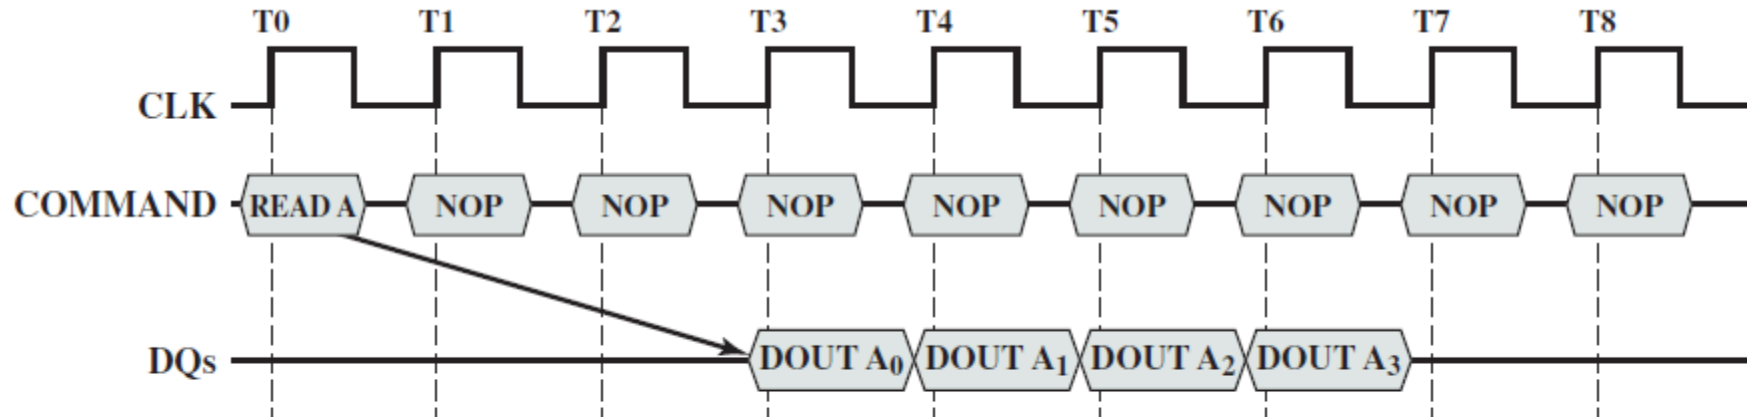 T0 T1 T2 T3 T4 T5 T6 T7 T8
CLK
COMMAND READ A NOP NOP NOP NOP NOP NOP NOP NOP
DQs DOUT A₀ DOUT A₁ DOUT A₂ DOUT A₃